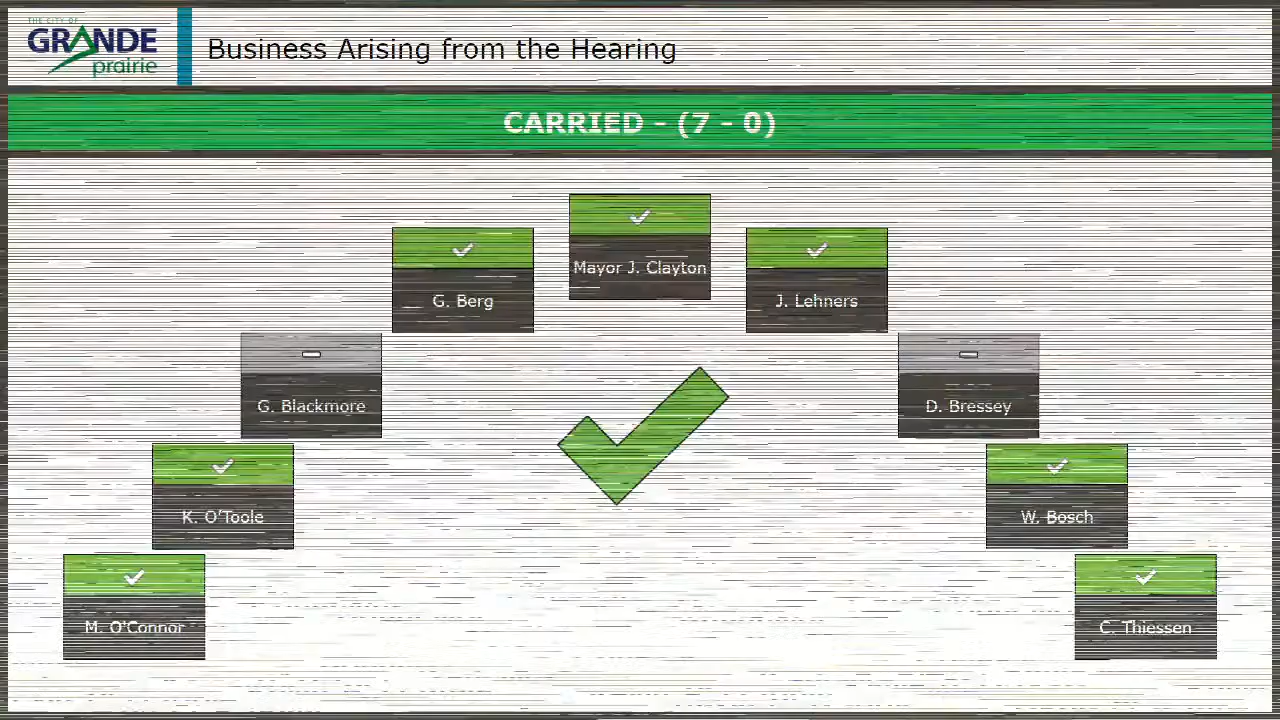 THE CITY OF
GRANDE
prairie
Business Arising from the Hearing
CARRIED - (7 - 0)
Mayor J. Clayton
G. Berg
J. Lehners
G. Blackmore
D. Bressey
K. O'Toole
W. Bosch
M. O'Connor
C. Thiessen